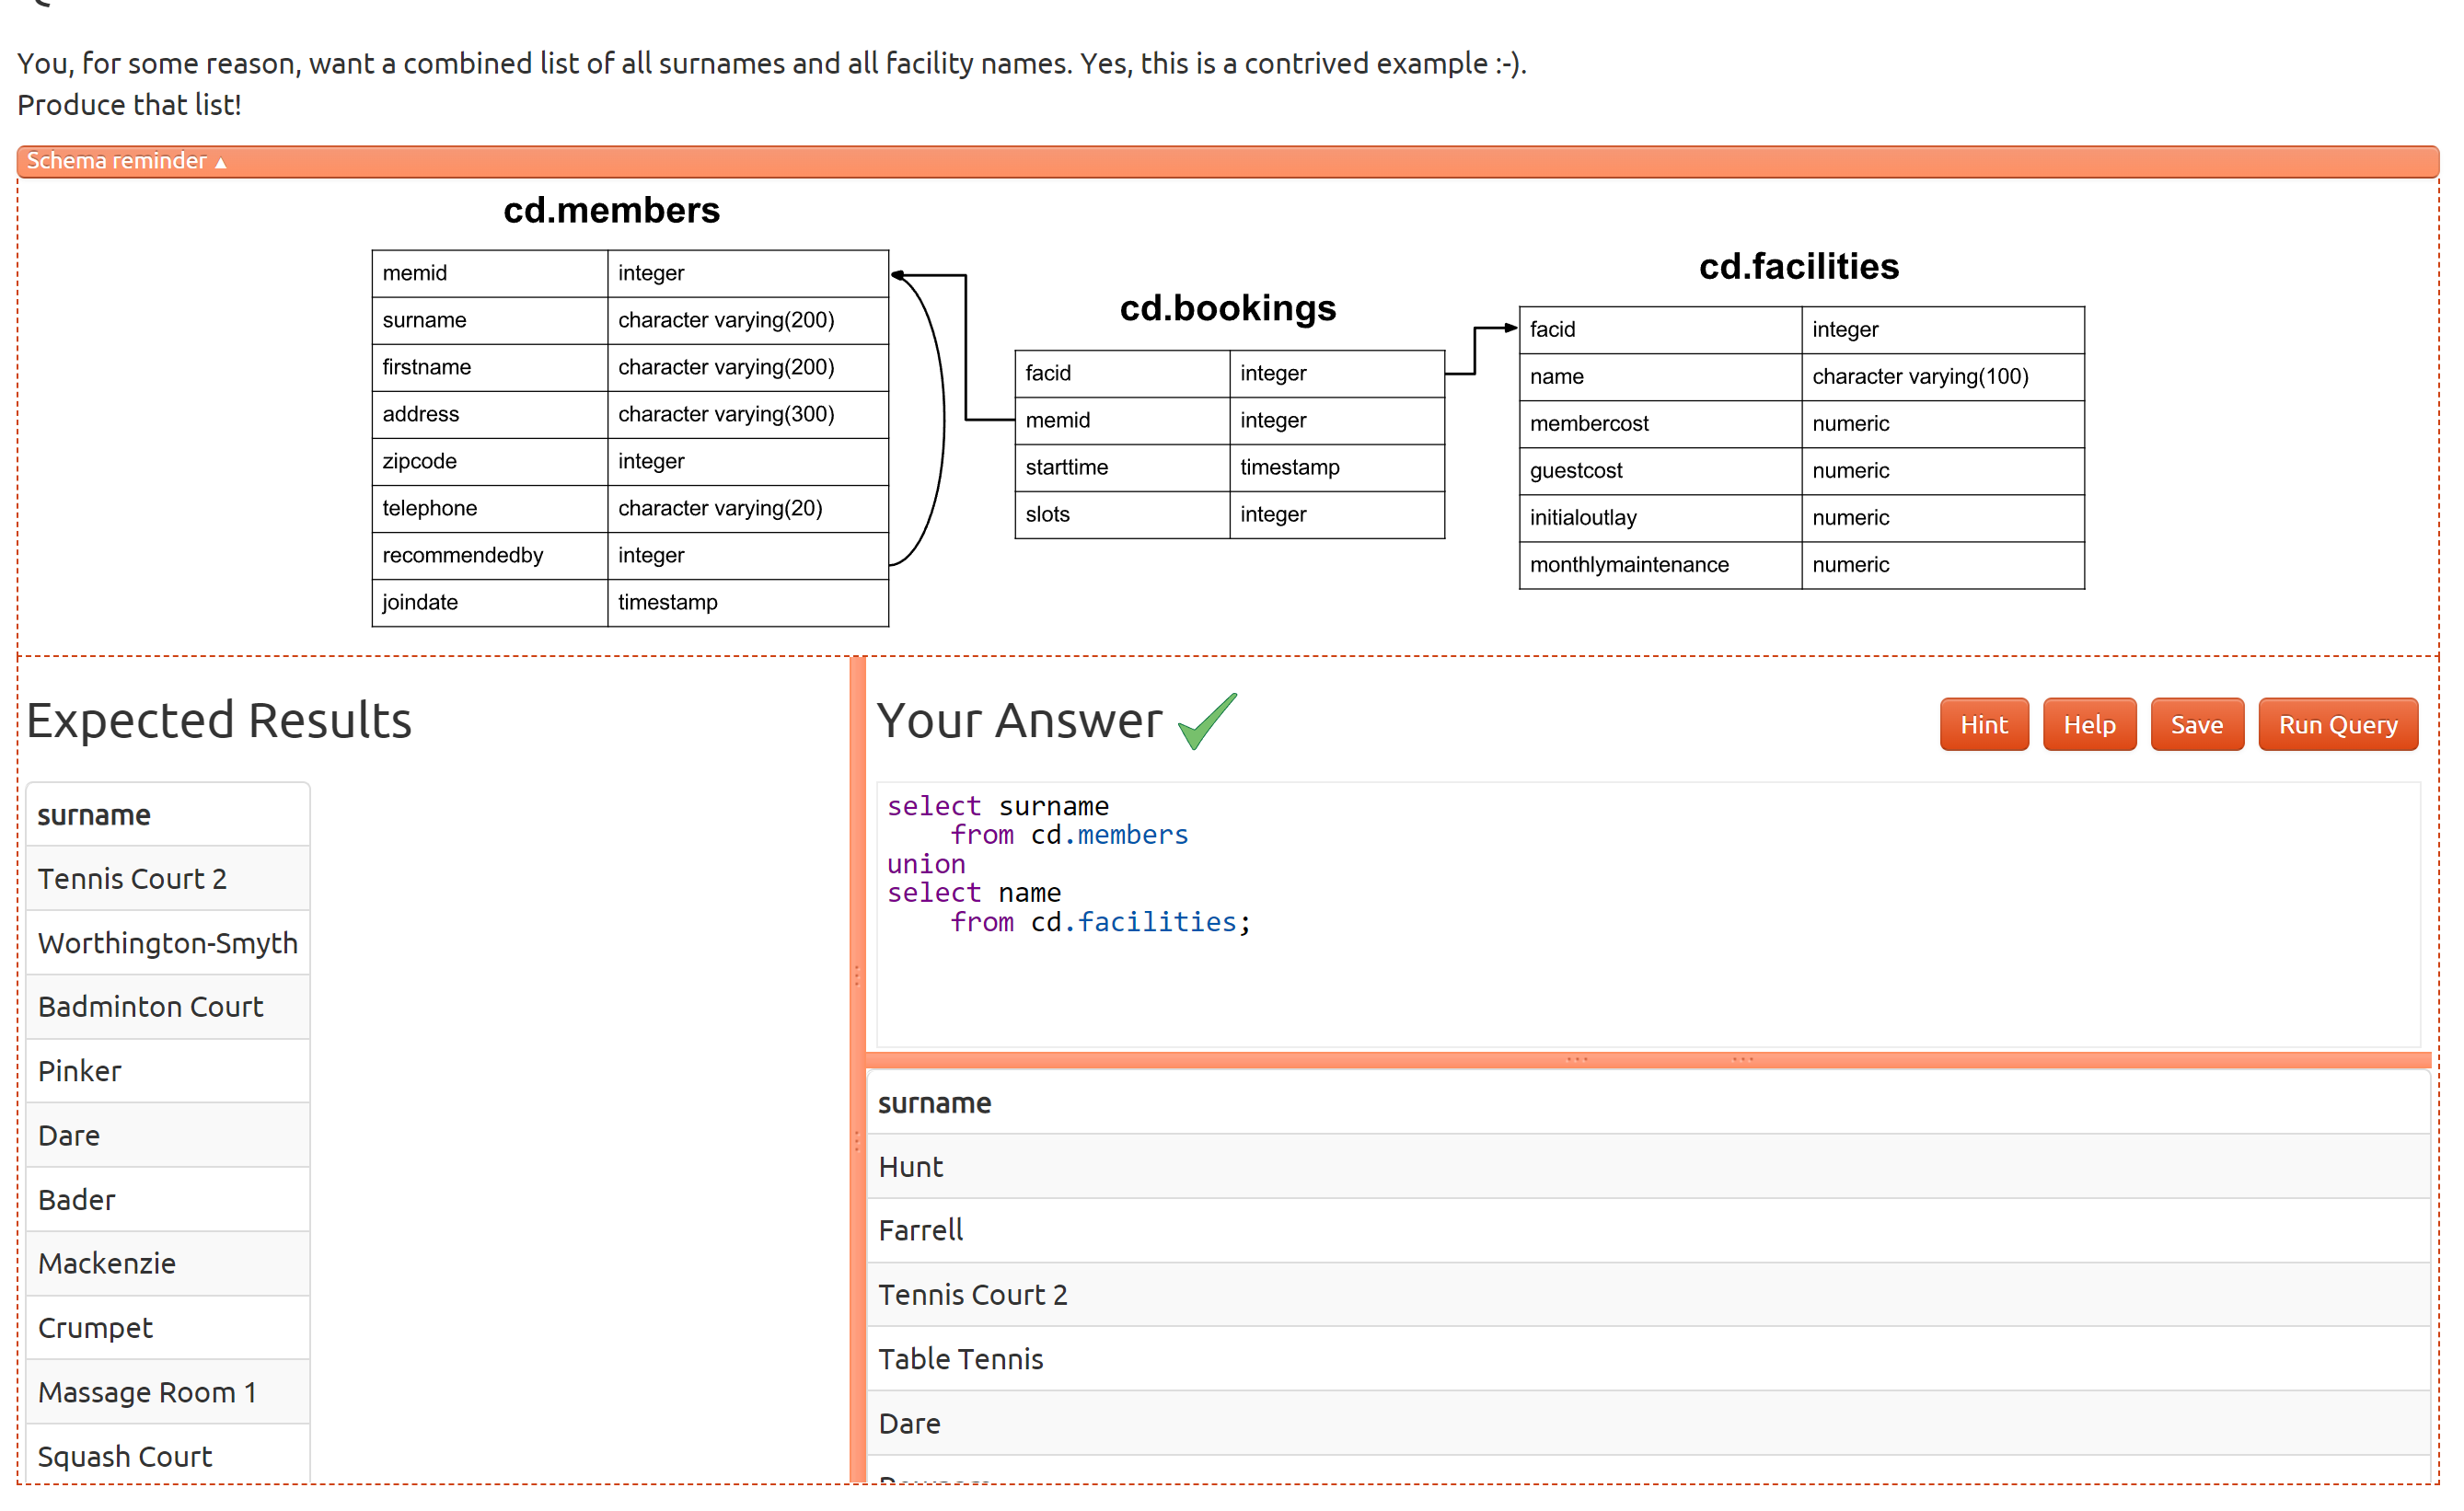 You, for some reason, want a combined list of all surnames and all facility names. Yes, this is a contrived example :-).
Produce that list!
Schema reminder ▲
cd.members
memid integer
surname character varying(200)
firstname character varying(200)
address character varying(300)
zipcode integer
telephone character varying(20)
recommendedby integer
joindate timestamp
cd.bookings
facid integer
memid integer
starttime timestamp
slots integer
cd.facilities
facid integer
name character varying(100)
membercost numeric
guestcost numeric
initialoutlay numeric
monthlymaintenance numeric
Expected Results
surname
Tennis Court 2
Worthington-Smyth
Badminton Court
Pinker
Dare
Bader
Mackenzie
Crumpet
Massage Room 1
Squash Court
Your Answer
Hint Help Save Run Query
select surname
from cd.members
union
select name
from cd.facilities;
surname
Hunt
Farrell
Tennis Court 2
Table Tennis
Dare